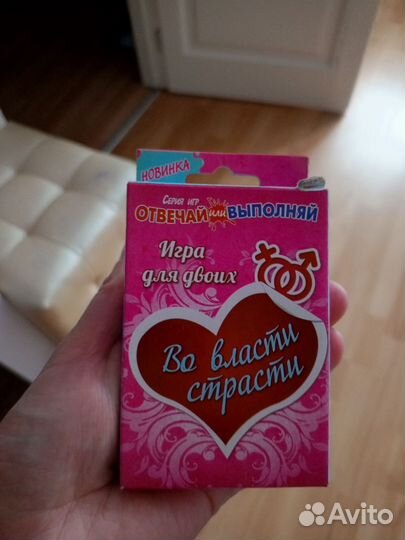 НОВИНКА
Серия игр
ОТВЕЧАЙ или ВЫПОЛНЯЙ
Игра
для двоих
Во власти
страсти
Avito